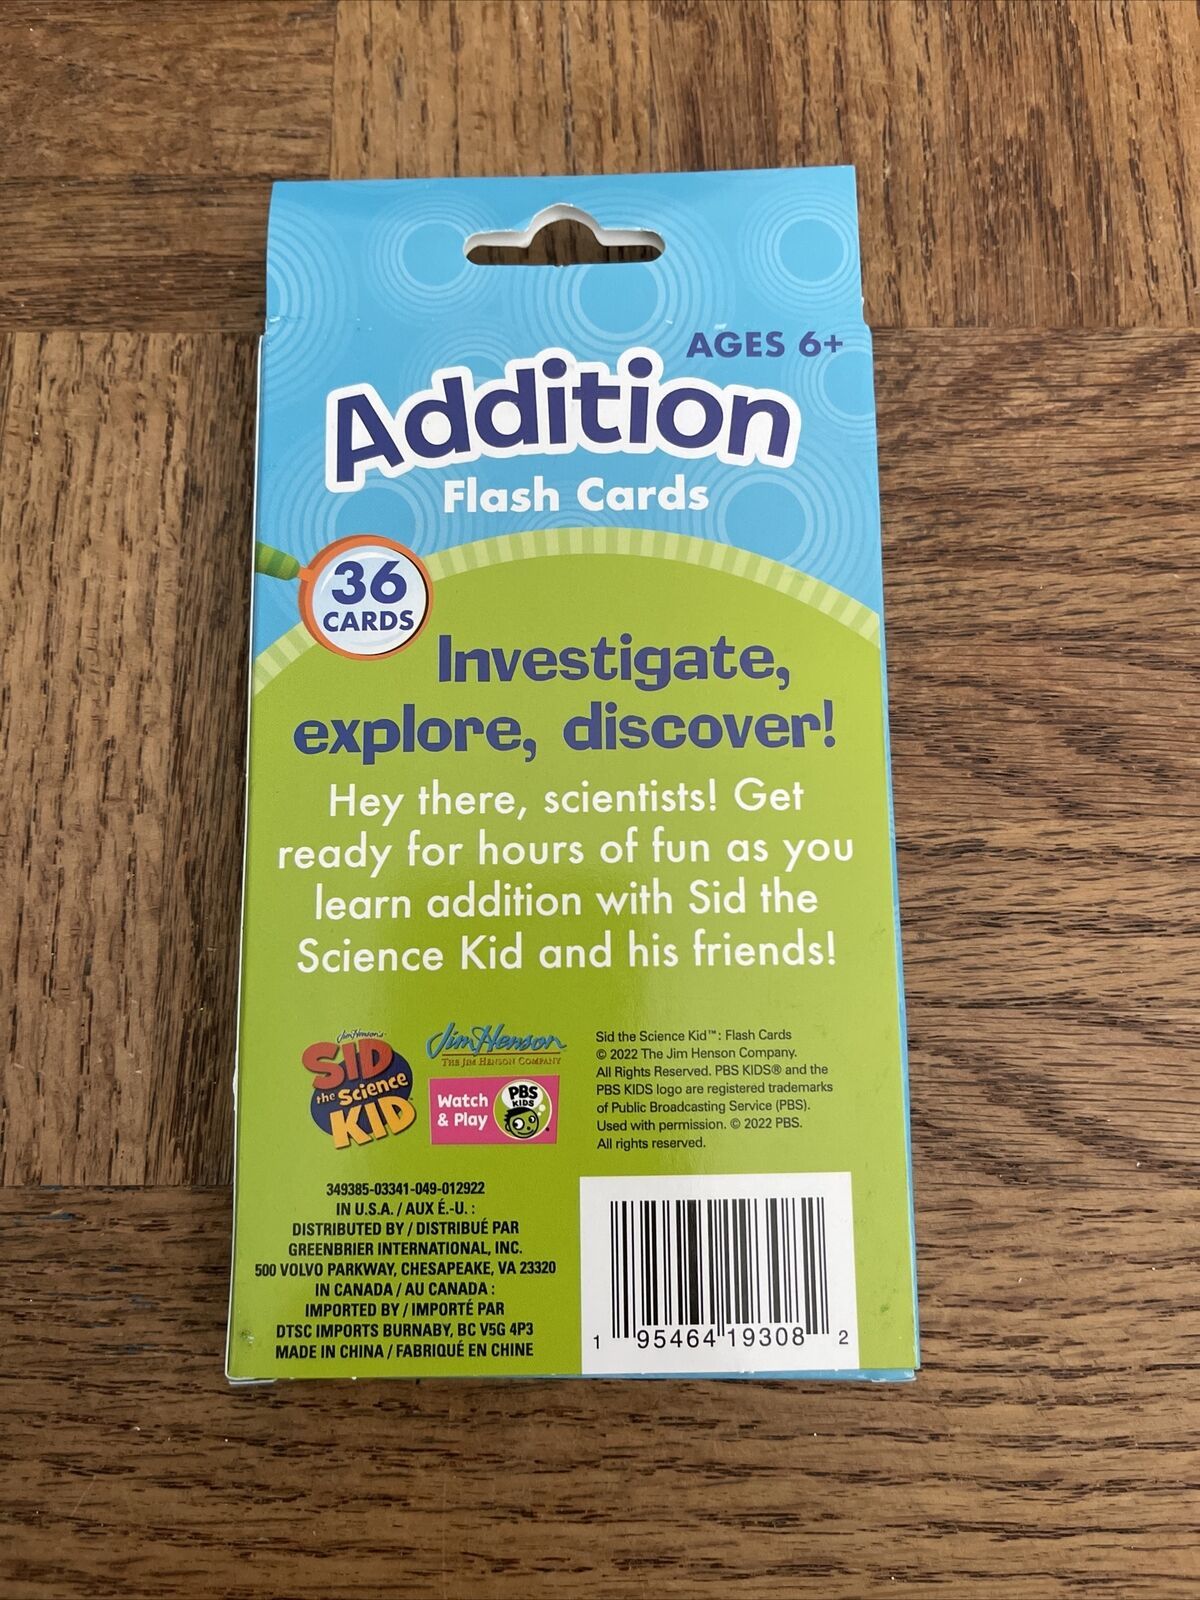 AGES 6+
Addition
Flash Cards
36
CARDS
Investigate,
explore, discover!
Hey there, scientists! Get
ready for hours of fun as you
learn addition with Sid the
Science Kid and his friends!
Jim Henson's
SID
the Science
KID
Jim Henson
THE JIM HENSON COMPANY
Watch
& Play
PBS
KIDS
Sid the Science Kid™: Flash Cards
© 2022 The Jim Henson Company.
All Rights Reserved. PBS KIDS® and the
PBS KIDS logo are registered trademarks
of Public Broadcasting Service (PBS).
Used with permission. © 2022 PBS.
All rights reserved.
349385-03341-049-012922
IN U.S.A. / AUX É.-U. :
DISTRIBUTED BY / DISTRIBUÉ PAR
GREENBRIER INTERNATIONAL, INC.
500 VOLVO PARKWAY, CHESAPEAKE, VA 23320
IN CANADA / AU CANADA :
IMPORTED BY / IMPORTÉ PAR
DTSC IMPORTS BURNABY, BC V5G 4P3
MADE IN CHINA / FABRIQUÉ EN CHINE
1 95464 19308 2